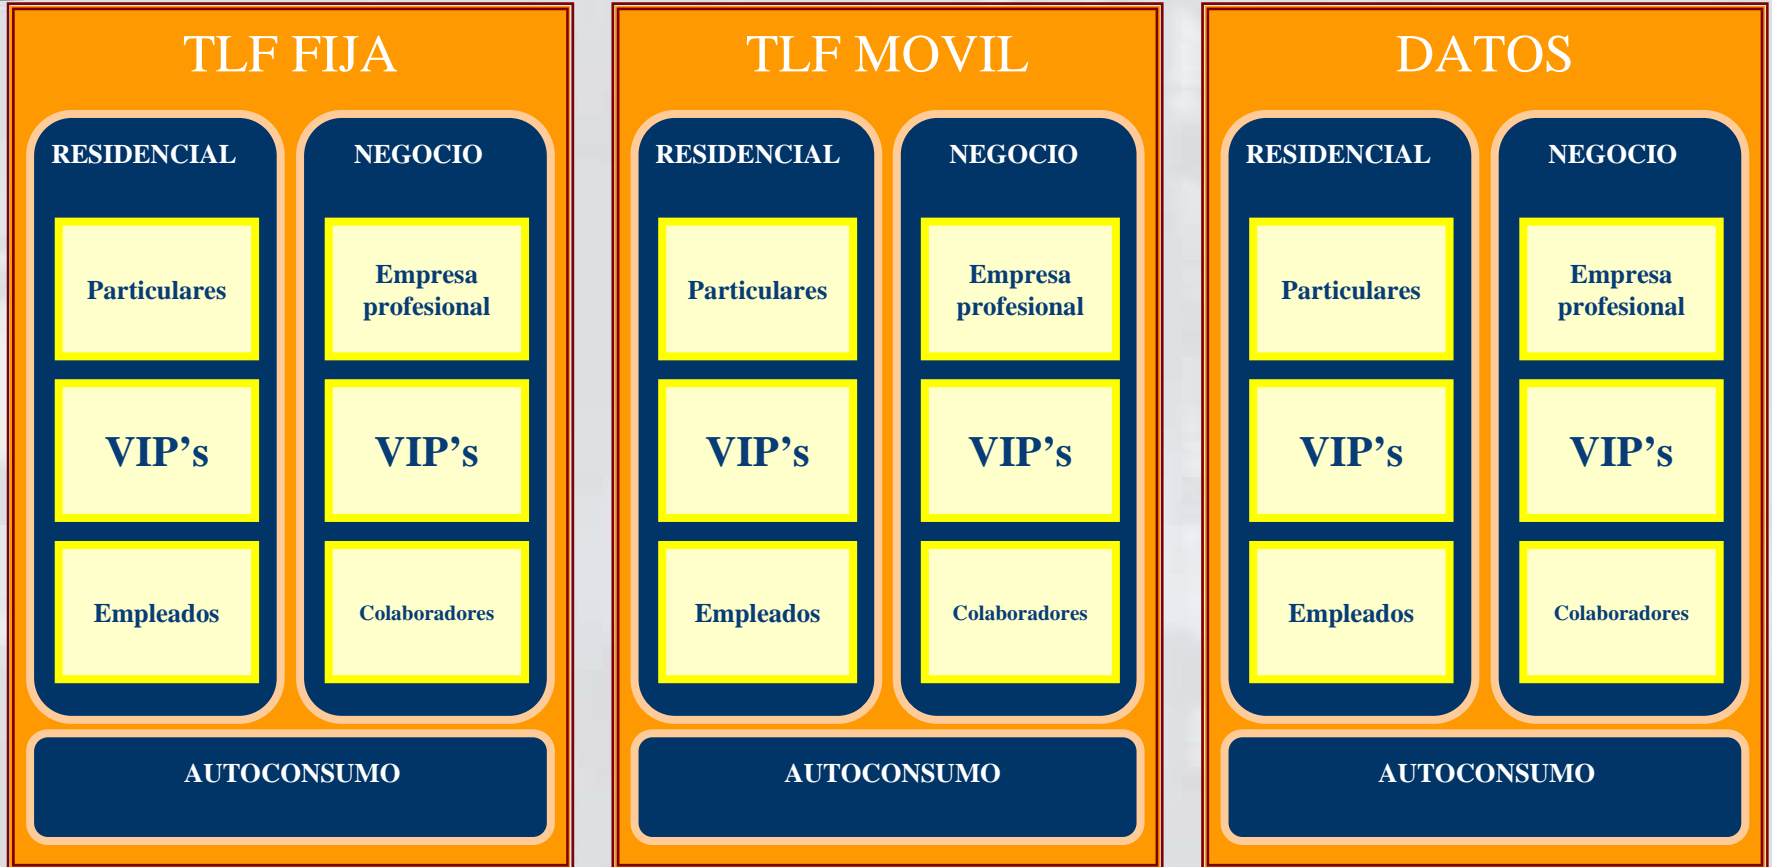 TLF FIJA
RESIDENCIAL
Particulares
VIP’s
Empleados
NEGOCIO
Empresa
profesional
VIP’s
Colaboradores
AUTOCONSUMO
TLF MOVIL
RESIDENCIAL
Particulares
VIP’s
Empleados
NEGOCIO
Empresa
profesional
VIP’s
Colaboradores
AUTOCONSUMO
DATOS
RESIDENCIAL
Particulares
VIP’s
Empleados
NEGOCIO
Empresa
profesional
VIP’s
Colaboradores
AUTOCONSUMO